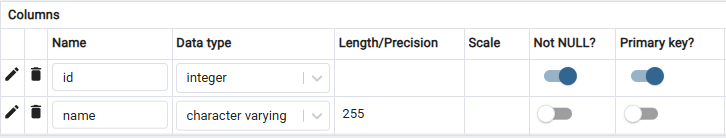 Columns
Name Data type Length/Precision Scale Not NULL? Primary key?
id integer
name character varying 255